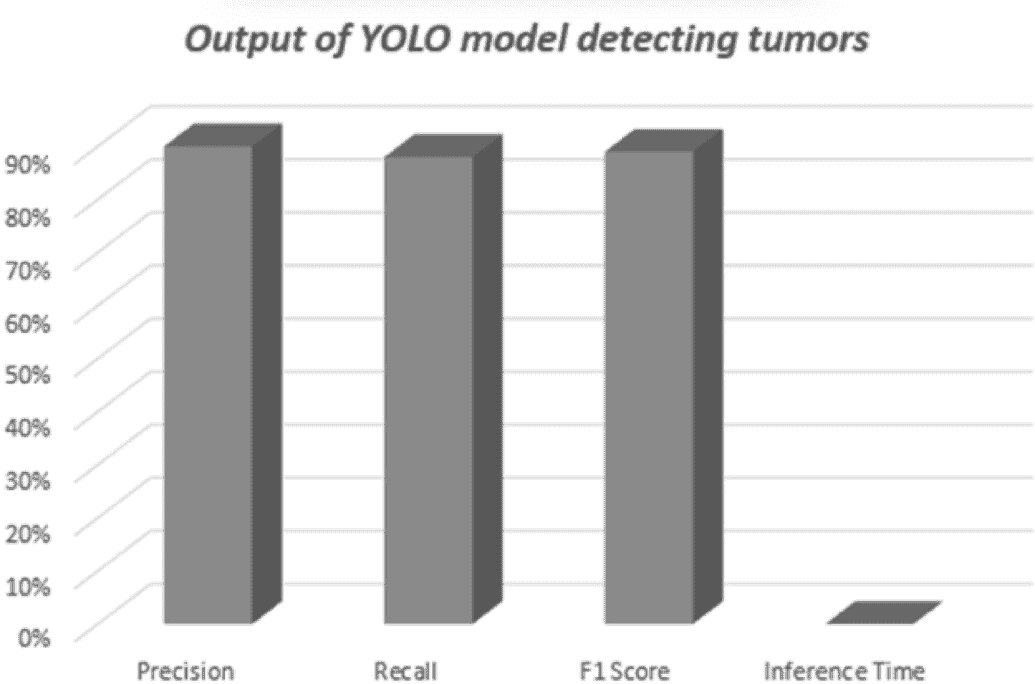 Output of YOLO model detecting tumors
90%
80%
70%
60%
50%
40%
30%
20%
10%
0%
Precision
Recall
F1 Score
Inference Time